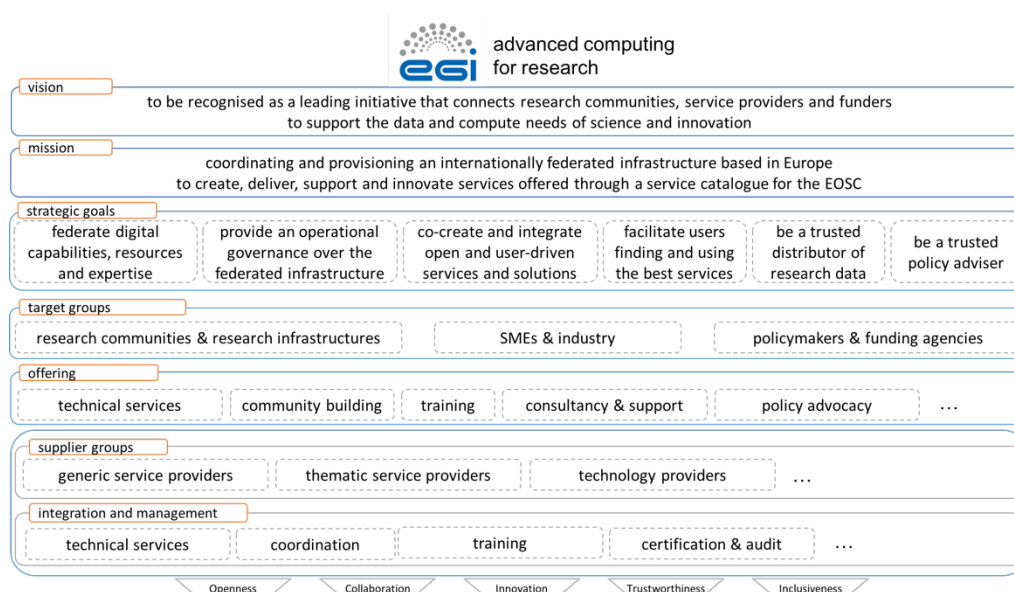 egi
advanced computing
for research
vision
to be recognised as a leading initiative that connects research communities, service providers and funders
to support the data and compute needs of science and innovation
mission
coordinating and provisioning an internationally federated infrastructure based in Europe
to create, deliver, support and innovate services offered through a service catalogue for the EOSC
strategic goals
federate digital
capabilities, resources
and expertise
provide an operational
governance over the
federated infrastructure
co-create and integrate
open and user-driven
services and solutions
facilitate users
finding and using
the best services
be a trusted
distributor of
research data
be a trusted
policy adviser
target groups
research communities & research infrastructures
SMEs & industry
policymakers & funding agencies
offering
technical services
community building
training
consultancy & support
policy advocacy
...
supplier groups
generic service providers
thematic service providers
technology providers
...
integration and management
technical services
coordination
training
certification & audit
...
Openness
Collaboration
Innovation
Trustworthiness
Inclusiveness